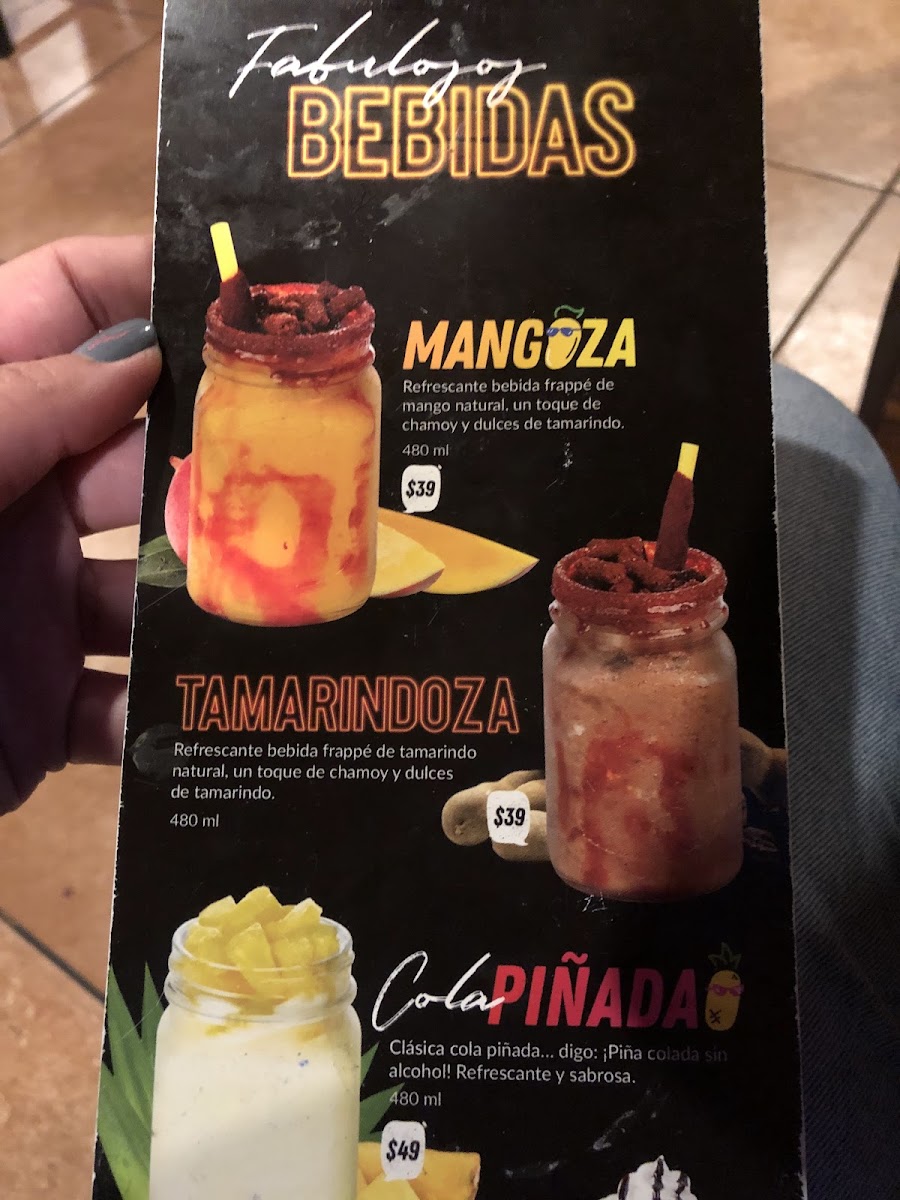 Fabulosos
BEBIDAS
MANGOZA
Refrescante bebida frappé de
mango natural, un toque de
chamoy y dulces de tamarindo.
480 ml
$39
TAMARINDOZA
Refrescante bebida frappé de tamarindo
natural, un toque de chamoy y dulces
de tamarindo.
480 ml
$39
Cola PIÑADA
Clásica cola piñada... digo: ¡Piña colada sin
alcohol! Refrescante y sabrosa.
480 ml
$49